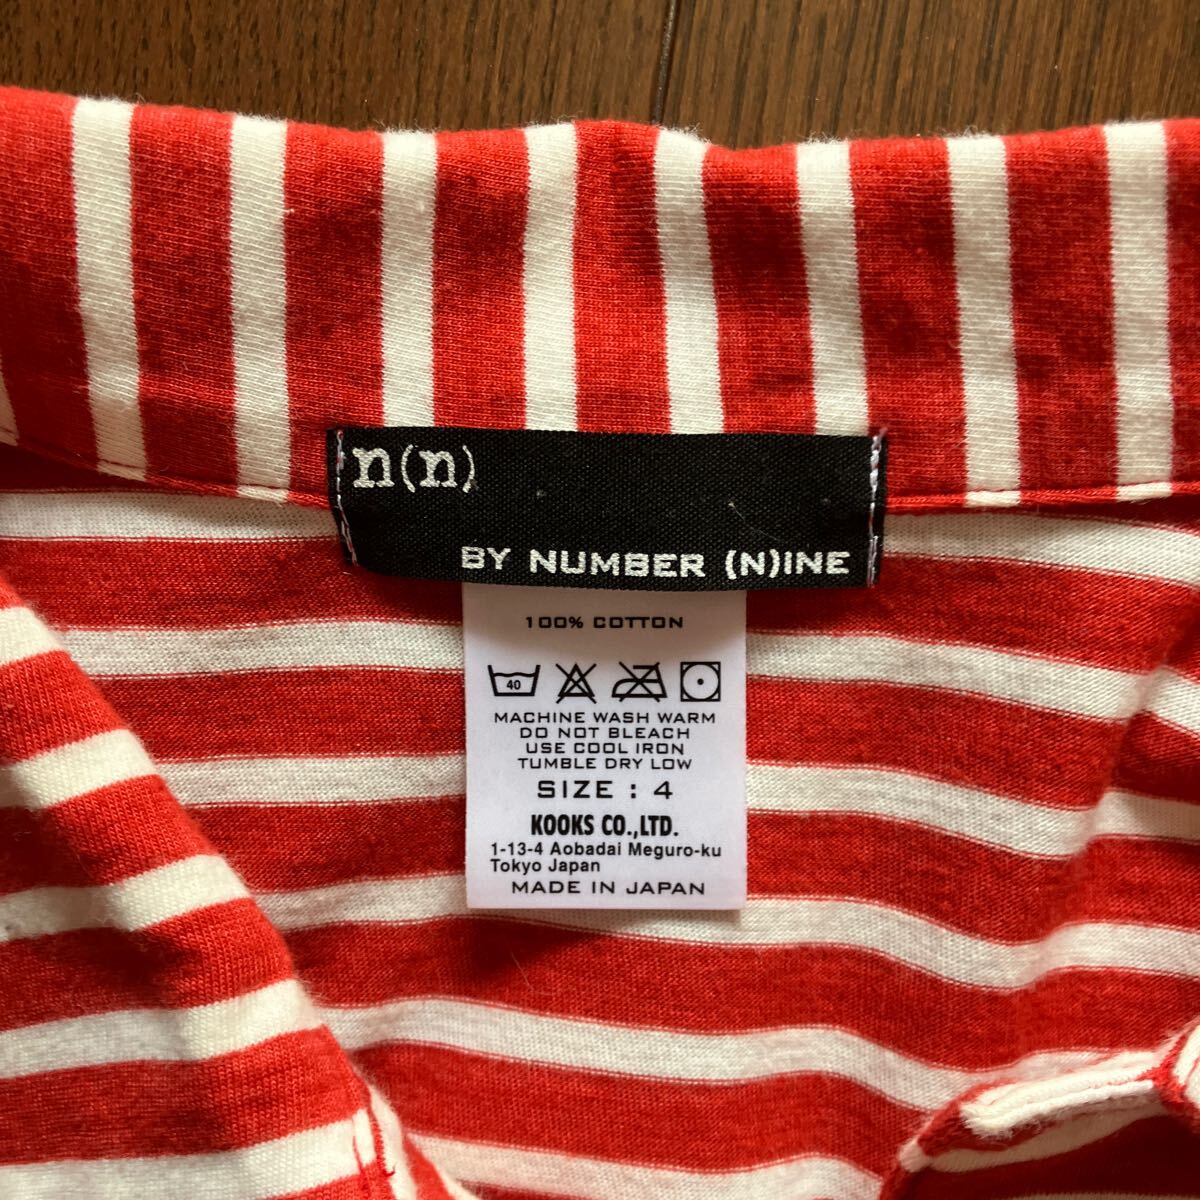 n(n)
BY NUMBER (N)INE
100% COTTON
40
MACHINE WASH WARM
DO NOT BLEACH
USE COOL IRON
TUMBLE DRY LOW
SIZE : 4
KOOKS CO.,LTD.
1-13-4 Aobadai Meguro-ku
Tokyo Japan
MADE IN JAPAN